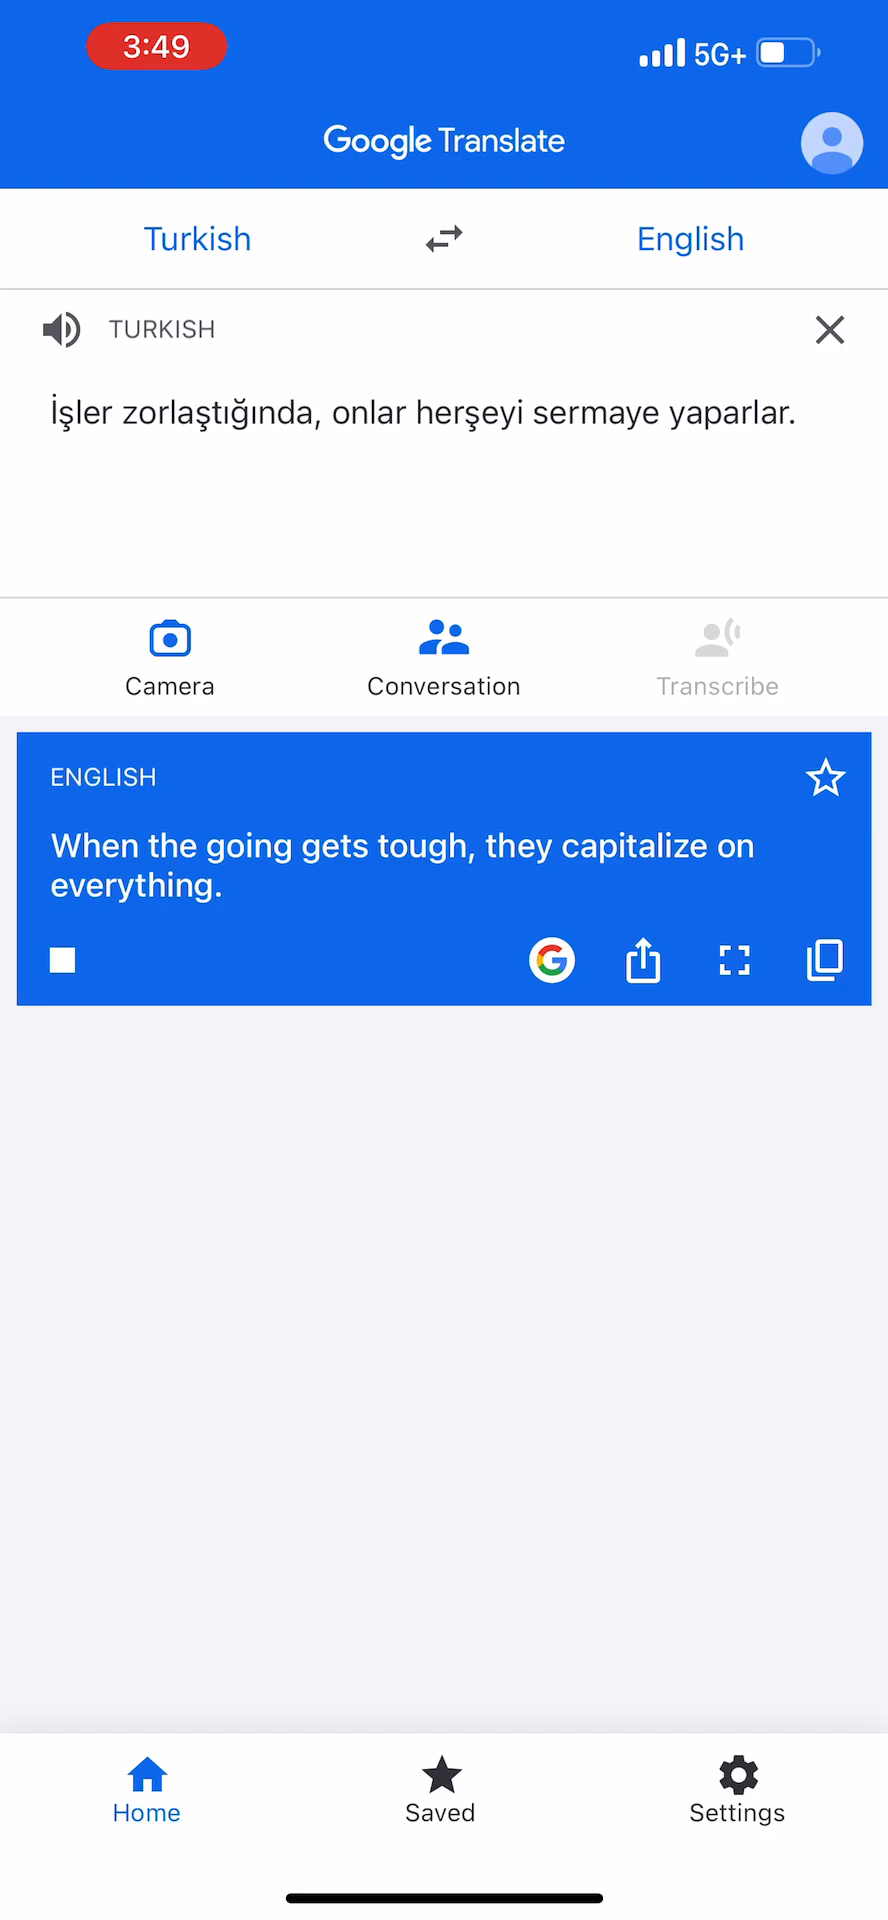 3:49
5G+
Google Translate
Turkish
English
TURKISH
İşler zorlaştığında, onlar herşeyi sermaye yaparlar.
Camera
Conversation
Transcribe
ENGLISH
When the going gets tough, they capitalize on
everything.
Home
Saved
Settings